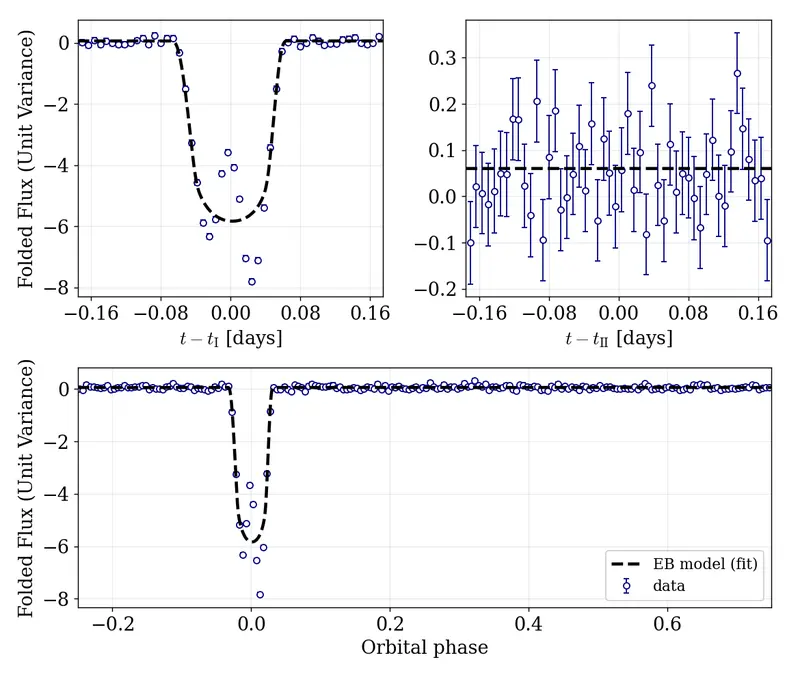 Folded Flux (Unit Variance)
0
−2
−4
−6
−8
−0.16 −0.08 0.00 0.08 0.16
t − t_I [days]
0.3
0.2
0.1
0.0
−0.1
−0.2
−0.16 −0.08 0.00 0.08 0.16
t − t_II [days]
Folded Flux (Unit Variance)
0
−2
−4
−6
−8
−0.2 0.0 0.2 0.4 0.6
Orbital phase
EB model (fit)
data